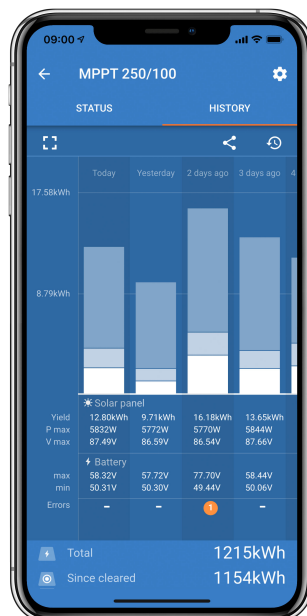 09:00
MPPT 250/100
STATUS HISTORY
Today Yesterday 2 days ago 3 days ago 4
17.58kWh
8.79kWh
Solar panel
Yield 12.80kWh 9.71kWh 16.18kWh 13.65kWh
P max 5832W 5772W 5770W 5844W
V max 87.49V 86.59V 86.54V 87.66V
Battery
max 58.32V 57.72V 77.70V 58.44V
min 50.31V 50.30V 49.44V 50.06V
Errors – – 1 –
Total 1215kWh
Since cleared 1154kWh